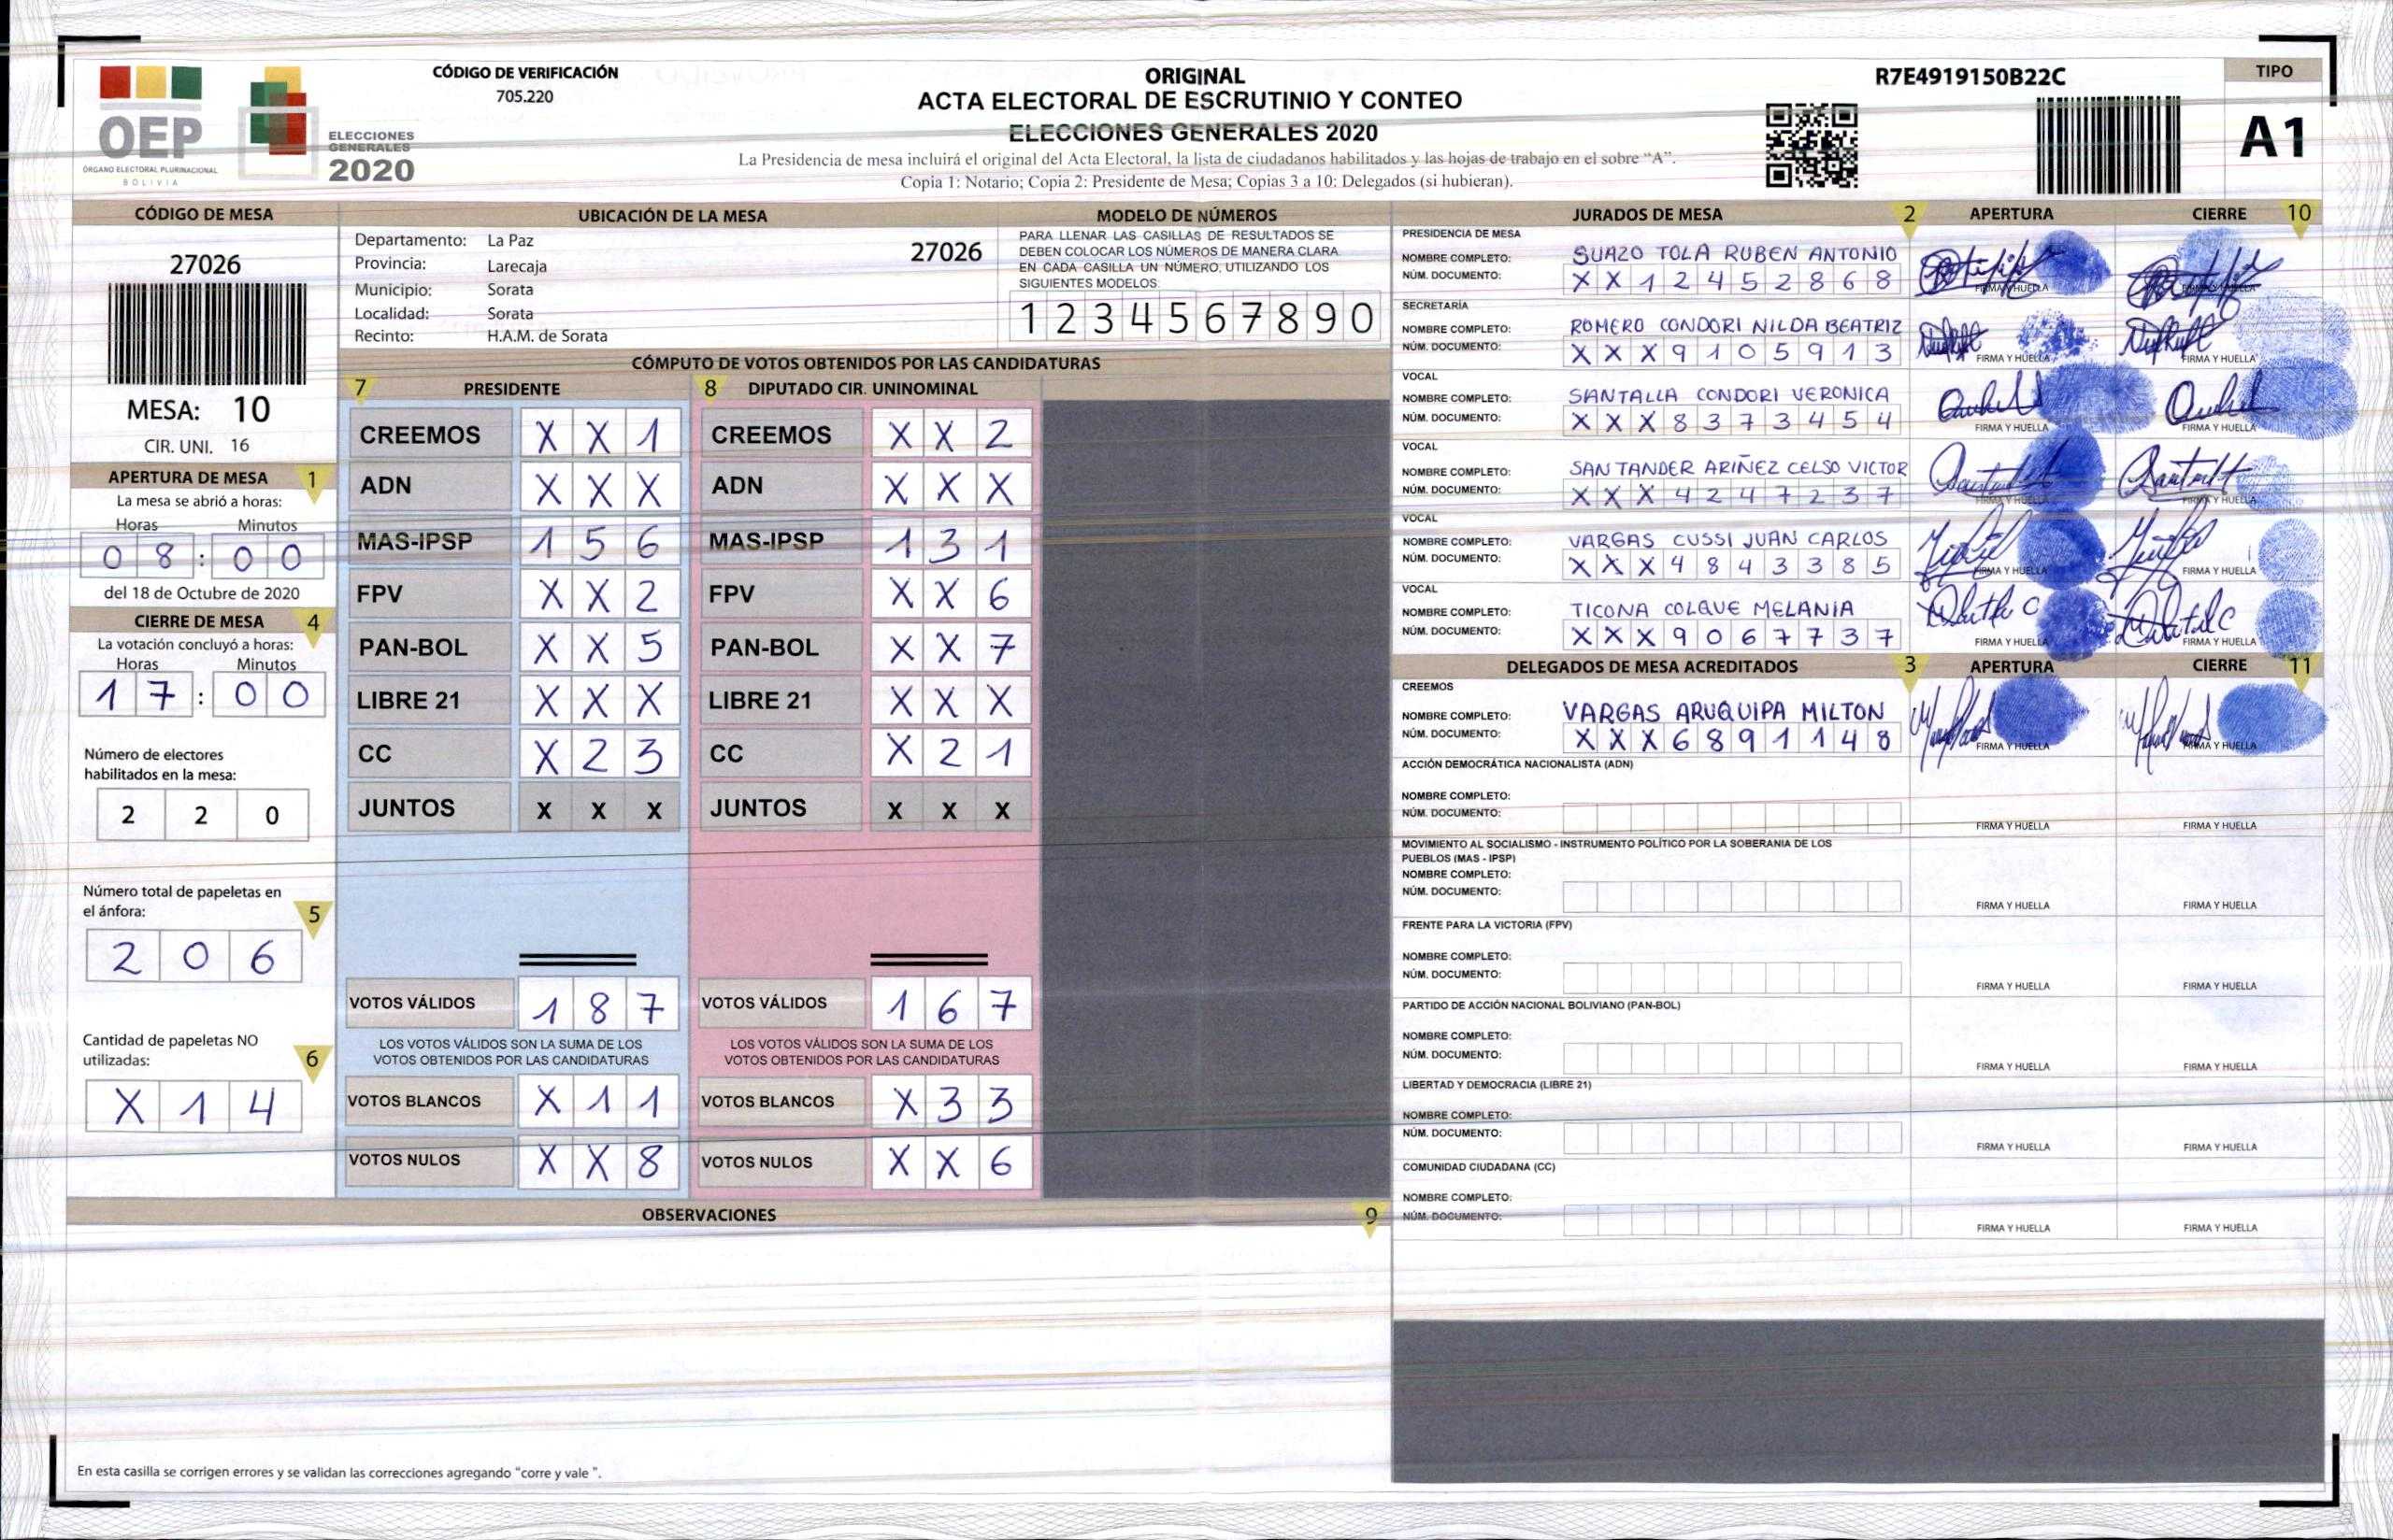 CÓDIGO DE VERIFICACIÓN
705.220
OEP
ÓRGANO ELECTORAL PLURINACIONAL
BOLIVIA
ELECCIONES
GENERALES
2020
ORIGINAL
ACTA ELECTORAL DE ESCRUTINIO Y CONTEO
ELECCIONES GENERALES 2020
La Presidencia de mesa incluirá el original del Acta Electoral, la lista de ciudadanos habilitados y las hojas de trabajo en el sobre “A”.
Copia 1: Notario; Copia 2: Presidente de Mesa; Copias 3 a 10: Delegados (si hubieran).
R7E4919150B22C
TIPO
A1
CÓDIGO DE MESA
27026
MESA: 10
CIR. UNI. 16
APERTURA DE MESA 1
La mesa se abrió a horas:
Horas Minutos
0 8 : 0 0
del 18 de Octubre de 2020
CIERRE DE MESA 4
La votación concluyó a horas:
Horas Minutos
1 7 : 0 0
Número de electores
habilitados en la mesa:
2 2 0
Número total de papeletas en
el ánfora: 5
2 0 6
Cantidad de papeletas NO
utilizadas: 6
X 1 4
UBICACIÓN DE LA MESA
Departamento: La Paz 27026
Provincia: Larecaja
Municipio: Sorata
Localidad: Sorata
Recinto: H.A.M. de Sorata
MODELO DE NÚMEROS
PARA LLENAR LAS CASILLAS DE RESULTADOS SE
DEBEN COLOCAR LOS NÚMEROS DE MANERA CLARA
EN CADA CASILLA UN NÚMERO, UTILIZANDO LOS
SIGUIENTES MODELOS:
1 2 3 4 5 6 7 8 9 0
CÓMPUTO DE VOTOS OBTENIDOS POR LAS CANDIDATURAS
7 PRESIDENTE 8 DIPUTADO CIR. UNINOMINAL
CREEMOS X X 1 CREEMOS X X 2
ADN X X X ADN X X X
MAS-IPSP 1 5 6 MAS-IPSP 1 3 1
FPV X X 2 FPV X X 6
PAN-BOL X X 5 PAN-BOL X X 7
LIBRE 21 X X X LIBRE 21 X X X
CC X 2 3 CC X 2 1
JUNTOS X X X JUNTOS X X X
VOTOS VÁLIDOS 1 8 7 VOTOS VÁLIDOS 1 6 7
LOS VOTOS VÁLIDOS SON LA SUMA DE LOS LOS VOTOS VÁLIDOS SON LA SUMA DE LOS
VOTOS OBTENIDOS POR LAS CANDIDATURAS VOTOS OBTENIDOS POR LAS CANDIDATURAS
VOTOS BLANCOS X 1 1 VOTOS BLANCOS X 3 3
VOTOS NULOS X X 8 VOTOS NULOS X X 6
OBSERVACIONES 9
En esta casilla se corrigen errores y se validan las correcciones agregando “corre y vale ”.
JURADOS DE MESA 2 APERTURA CIERRE 10
PRESIDENCIA DE MESA
NOMBRE COMPLETO: SUAZO TOLA RUBEN ANTONIO
NÚM. DOCUMENTO: X X 1 2 4 5 2 8 6 8
FIRMA Y HUELLA FIRMA Y HUELLA
SECRETARÍA
NOMBRE COMPLETO: ROMERO CONDORI NILDA BEATRIZ
NÚM. DOCUMENTO: X X X 9 1 0 5 9 1 3
FIRMA Y HUELLA FIRMA Y HUELLA
VOCAL
NOMBRE COMPLETO: SANTALLA CONDORI VERONICA
NÚM. DOCUMENTO: X X X 8 3 7 3 4 5 4
FIRMA Y HUELLA FIRMA Y HUELLA
VOCAL
NOMBRE COMPLETO: SANTANDER ARIÑEZ CELSO VICTOR
NÚM. DOCUMENTO: X X X 4 2 4 7 2 3 7
FIRMA Y HUELLA FIRMA Y HUELLA
VOCAL
NOMBRE COMPLETO: VARGAS CUSSI JUAN CARLOS
NÚM. DOCUMENTO: X X X 4 8 4 3 3 8 5
FIRMA Y HUELLA FIRMA Y HUELLA
VOCAL
NOMBRE COMPLETO: TICONA COLQUE MELANIA
NÚM. DOCUMENTO: X X X 9 0 6 7 7 3 7
FIRMA Y HUELLA FIRMA Y HUELLA
DELEGADOS DE MESA ACREDITADOS 3 APERTURA CIERRE 11
CREEMOS
NOMBRE COMPLETO: VARGAS ARUQUIPA MILTON
NÚM. DOCUMENTO: X X X 6 8 9 1 1 4 8
FIRMA Y HUELLA FIRMA Y HUELLA
ACCIÓN DEMOCRÁTICA NACIONALISTA (ADN)
NOMBRE COMPLETO:
NÚM. DOCUMENTO:
FIRMA Y HUELLA FIRMA Y HUELLA
MOVIMIENTO AL SOCIALISMO - INSTRUMENTO POLÍTICO POR LA SOBERANIA DE LOS
PUEBLOS (MAS - IPSP)
NOMBRE COMPLETO:
NÚM. DOCUMENTO:
FIRMA Y HUELLA FIRMA Y HUELLA
FRENTE PARA LA VICTORIA (FPV)
NOMBRE COMPLETO:
NÚM. DOCUMENTO:
FIRMA Y HUELLA FIRMA Y HUELLA
PARTIDO DE ACCIÓN NACIONAL BOLIVIANO (PAN-BOL)
NOMBRE COMPLETO:
NÚM. DOCUMENTO:
FIRMA Y HUELLA FIRMA Y HUELLA
LIBERTAD Y DEMOCRACIA (LIBRE 21)
NOMBRE COMPLETO:
NÚM. DOCUMENTO:
FIRMA Y HUELLA FIRMA Y HUELLA
COMUNIDAD CIUDADANA (CC)
NOMBRE COMPLETO:
NÚM. DOCUMENTO:
FIRMA Y HUELLA FIRMA Y HUELLA